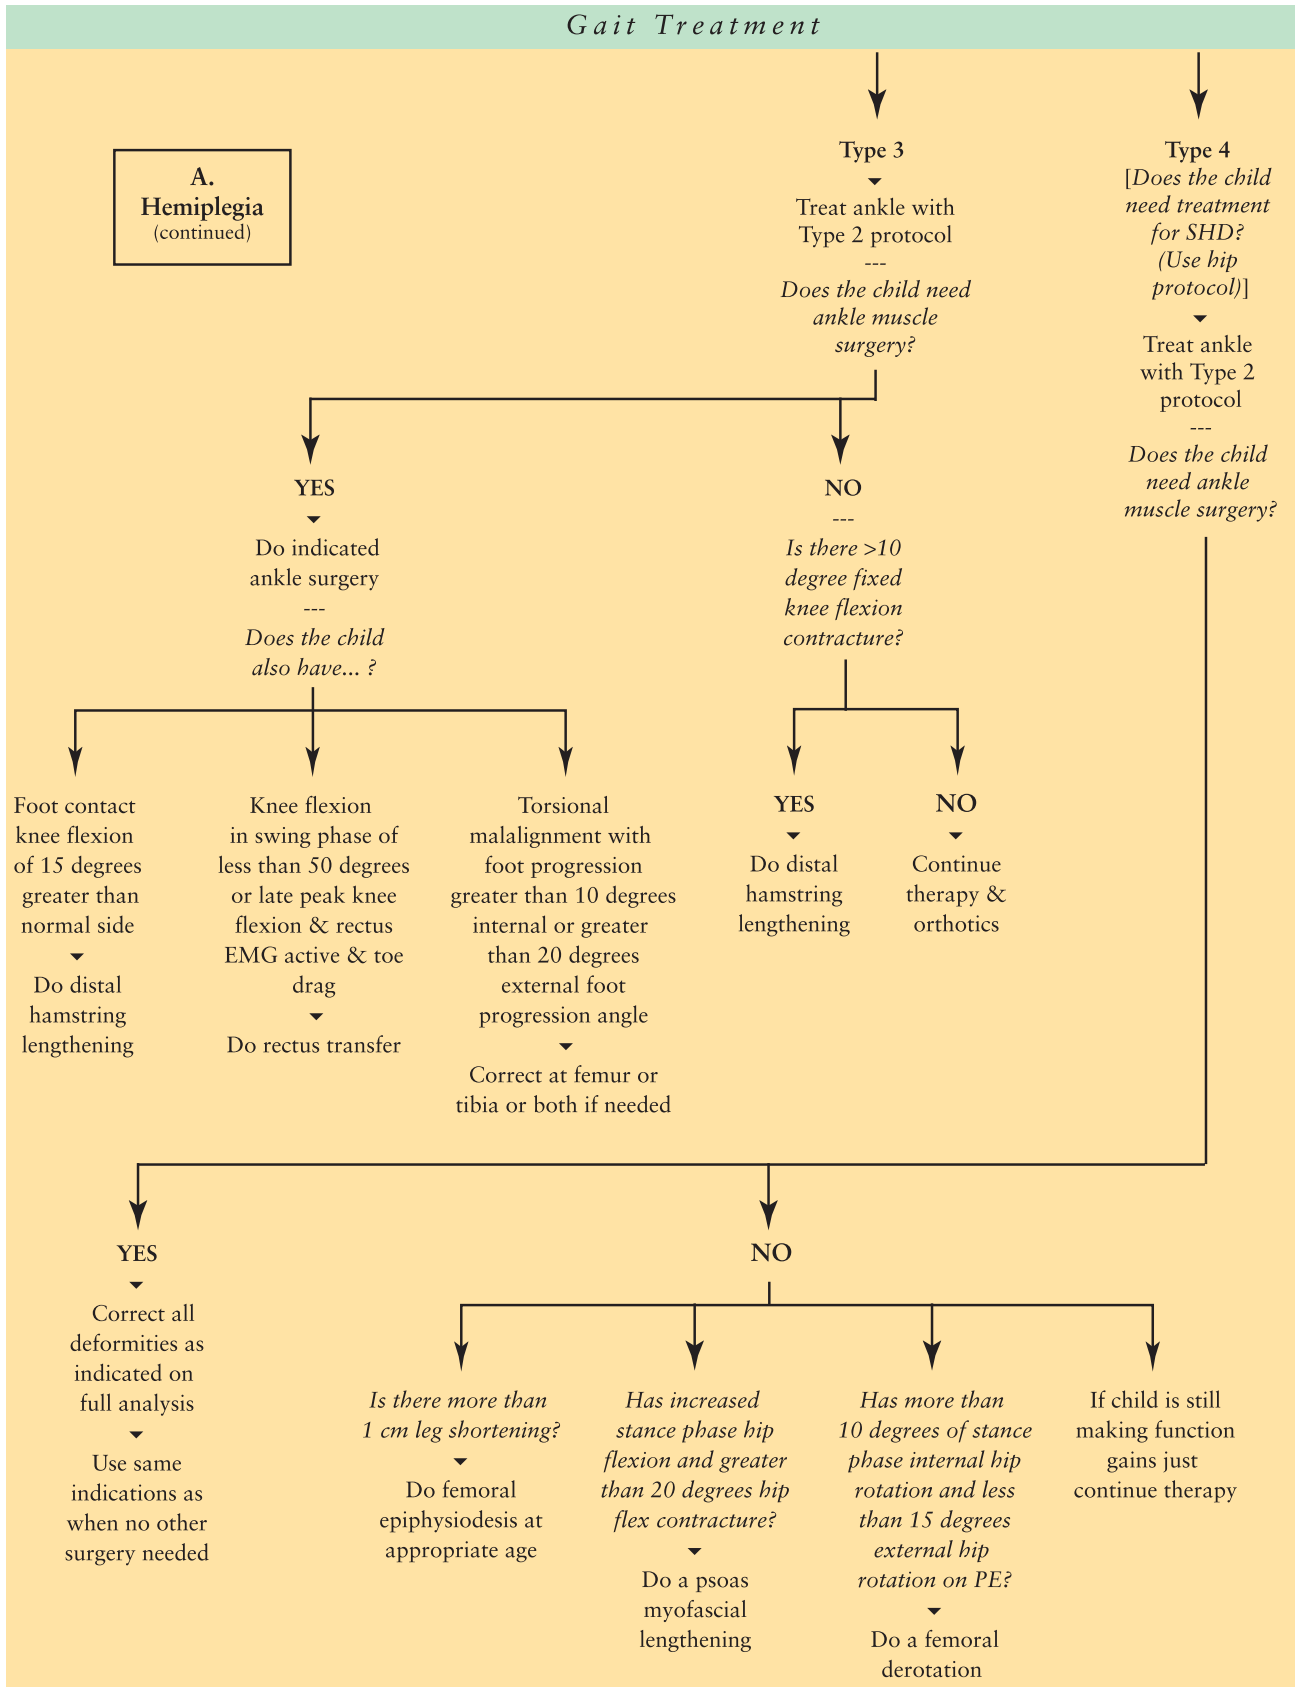 Gait Treatment
A.
Hemiplegia
(continued)
Type 3
Treat ankle with
Type 2 protocol
---
Does the child need
ankle muscle
surgery?
Type 4
[Does the child
need treatment
for SHD?
(Use hip
protocol)]
Treat ankle
with Type 2
protocol
---
Does the child
need ankle
muscle surgery?
YES
Do indicated
ankle surgery
---
Does the child
also have... ?
NO
---
Is there >10
degree fixed
knee flexion
contracture?
Foot contact
knee flexion
of 15 degrees
greater than
normal side
Do distal
hamstring
lengthening
Knee flexion
in swing phase of
less than 50 degrees
or late peak knee
flexion & rectus
EMG active & toe
drag
Do rectus transfer
Torsional
malalignment with
foot progression
greater than 10 degrees
internal or greater
than 20 degrees
external foot
progression angle
Correct at femur or
tibia or both if needed
YES
Do distal
hamstring
lengthening
NO
Continue
therapy &
orthotics
YES
Correct all
deformities as
indicated on
full analysis
Use same
indications as
when no other
surgery needed
NO
Is there more than
1 cm leg shortening?
Do femoral
epiphysiodesis at
appropriate age
Has increased
stance phase hip
flexion and greater
than 20 degrees hip
flex contracture?
Do a psoas
myofascial
lengthening
Has more than
10 degrees of stance
phase internal hip
rotation and less
than 15 degrees
external hip
rotation on PE?
Do a femoral
derotation
If child is still
making function
gains just
continue therapy